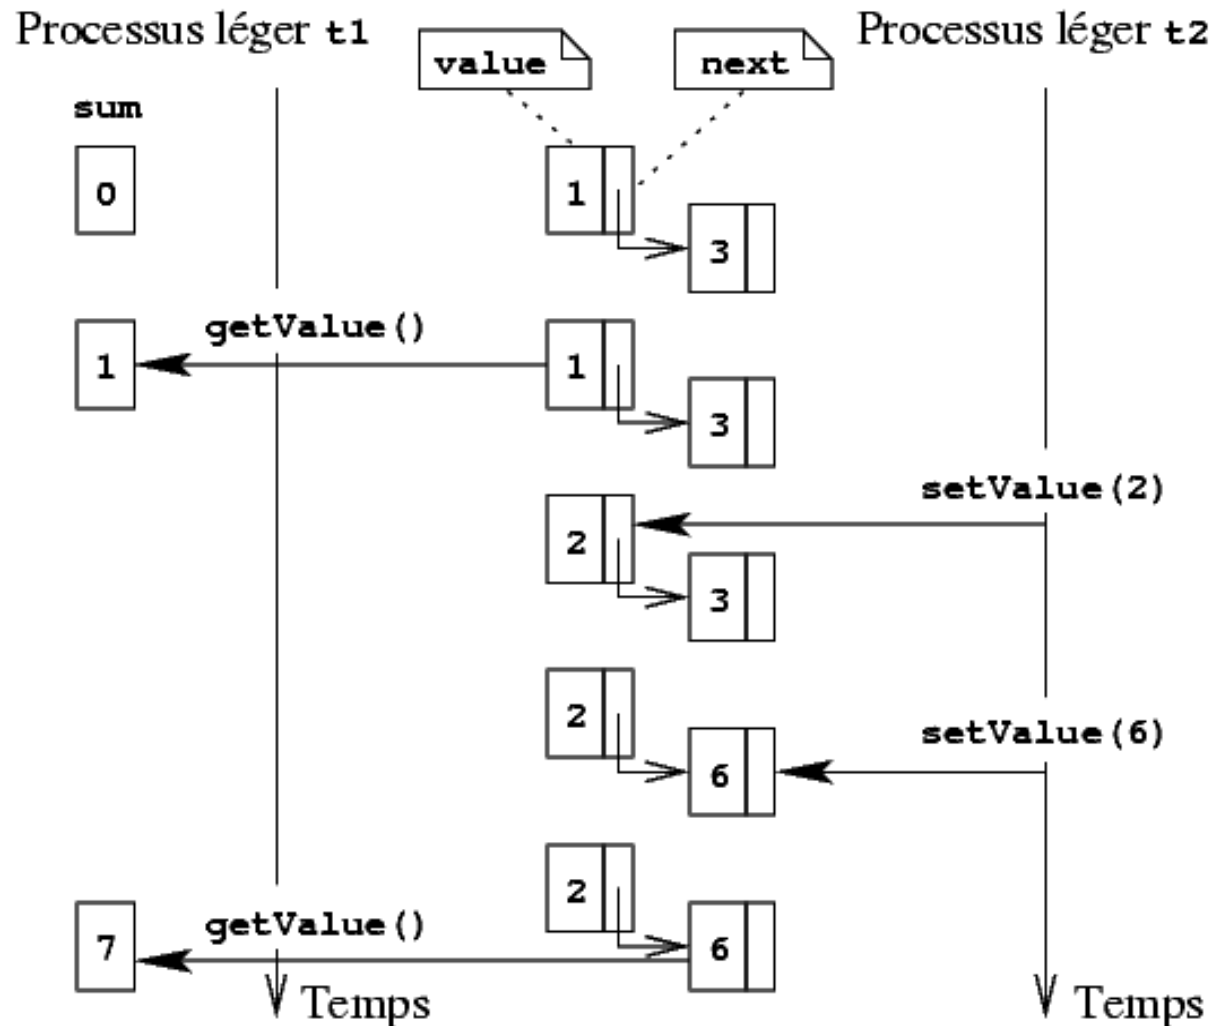 Processus léger t1
value
next
Processus léger t2
sum
0
1
3
getValue()
1
1
3
setValue(2)
2
3
2
setValue(6)
6
2
getValue()
7
6
Temps
Temps